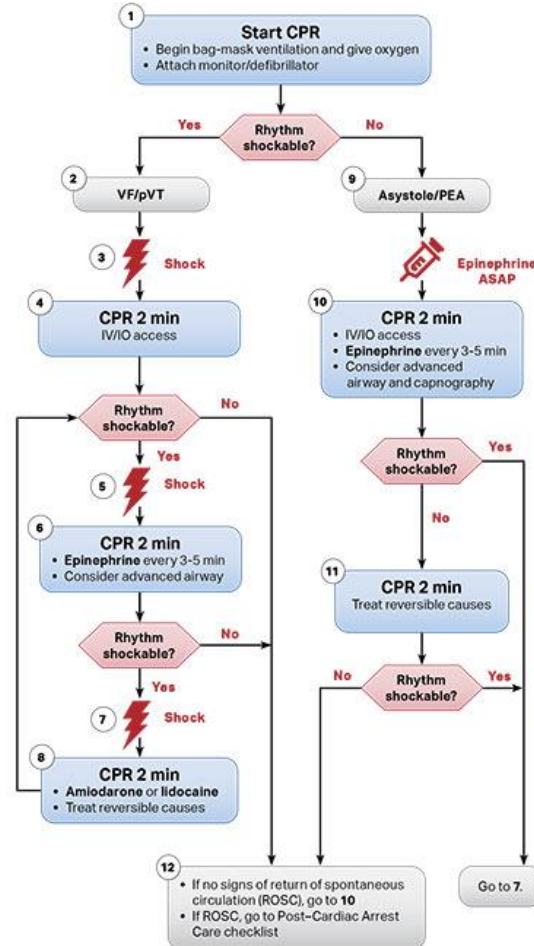 1
Start CPR
• Begin bag-mask ventilation and give oxygen
• Attach monitor/defibrillator
Rhythm
shockable?
Yes
No
2
VF/pVT
3
Shock
4
CPR 2 min
IV/IO access
Rhythm
shockable?
No
Yes
5
Shock
6
CPR 2 min
• Epinephrine every 3-5 min
• Consider advanced airway
Rhythm
shockable?
No
Yes
7
Shock
8
CPR 2 min
• Amiodarone or lidocaine
• Treat reversible causes
9
Asystole/PEA
Epinephrine
ASAP
10
CPR 2 min
• IV/IO access
• Epinephrine every 3-5 min
• Consider advanced
airway and capnography
Rhythm
shockable?
Yes
No
11
CPR 2 min
Treat reversible causes
No
Rhythm
shockable?
Yes
12
• If no signs of return of spontaneous
circulation (ROSC), go to 10
• If ROSC, go to Post–Cardiac Arrest
Care checklist
Go to 7.